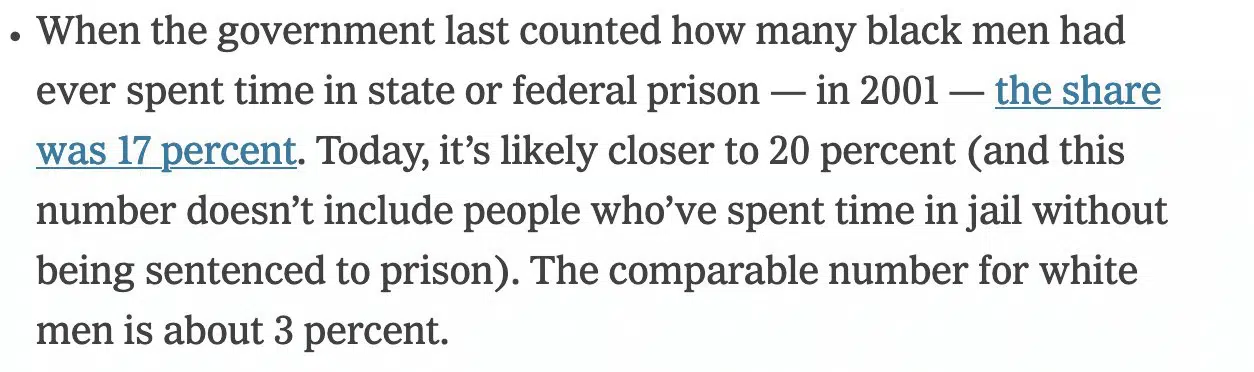 • When the government last counted how many black men had
ever spent time in state or federal prison — in 2001 — the share
was 17 percent. Today, it’s likely closer to 20 percent (and this
number doesn’t include people who’ve spent time in jail without
being sentenced to prison). The comparable number for white
men is about 3 percent.